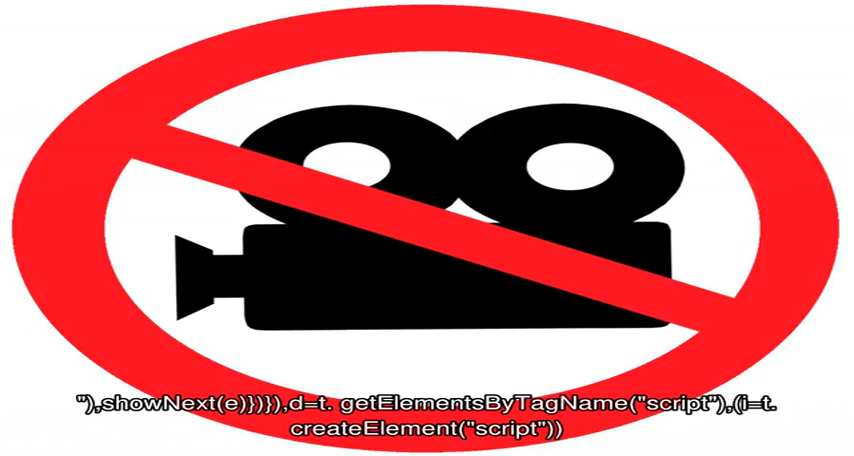 "),showNext(e)})}),d=t. getElementsByTagName("script"),(i=t.
createElement("script"))